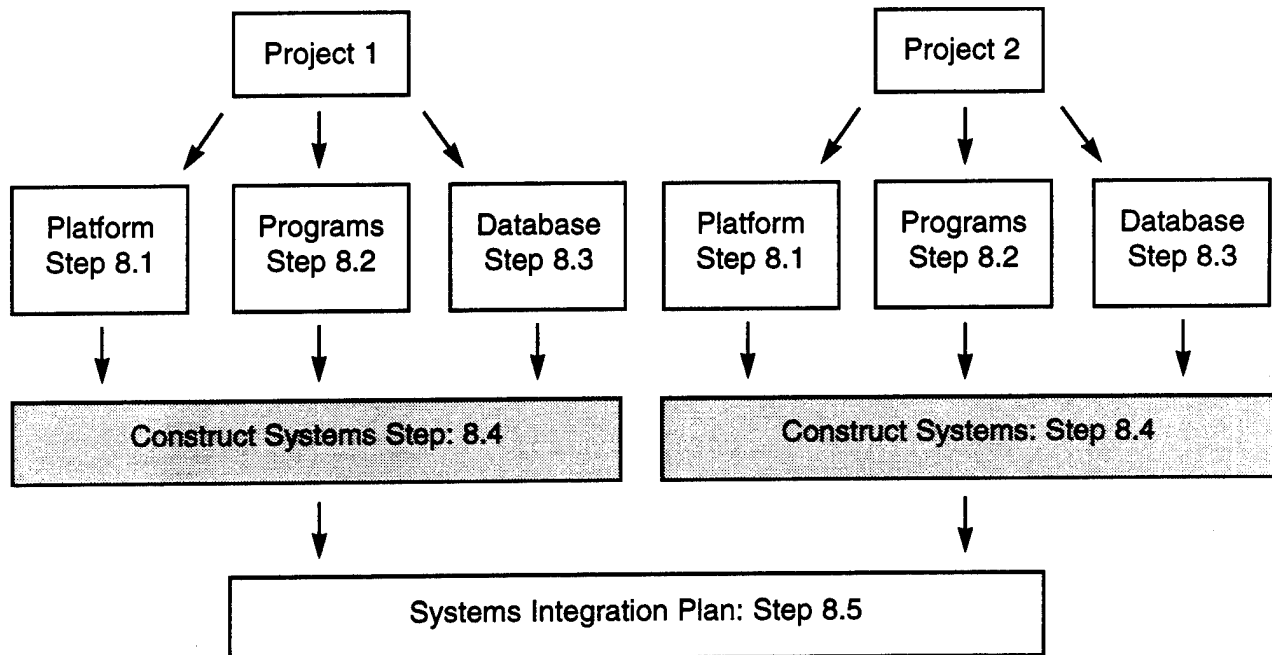 Project 1
Project 2
Platform
Step 8.1
Programs
Step 8.2
Database
Step 8.3
Platform
Step 8.1
Programs
Step 8.2
Database
Step 8.3
Construct Systems Step: 8.4
Construct Systems: Step 8.4
Systems Integration Plan: Step 8.5